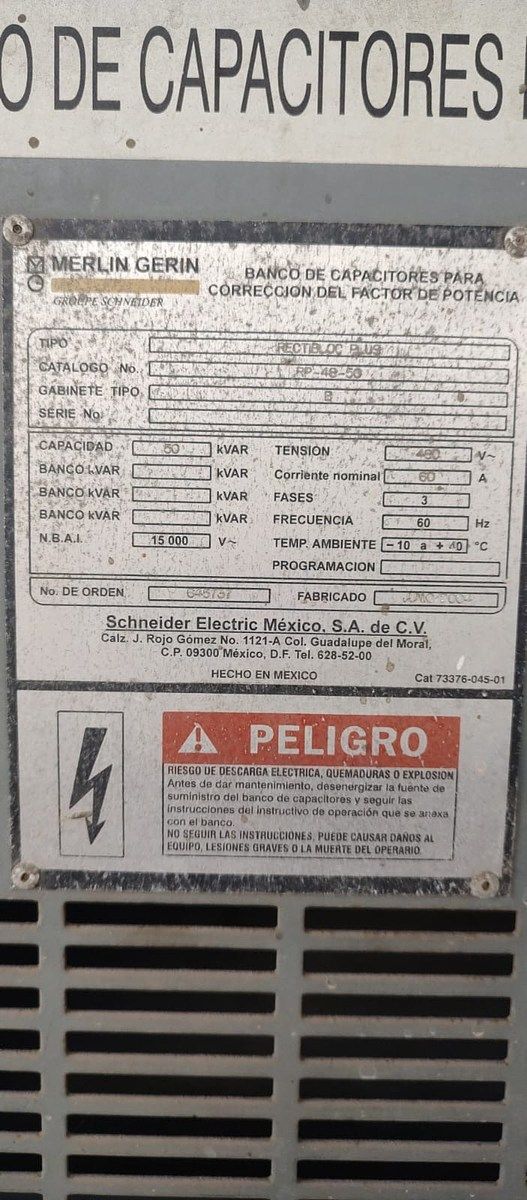 O DE CAPACITORES
MERLIN GERIN
GROUPE SCHNEIDER
BANCO DE CAPACITORES PARA
CORRECCION DEL FACTOR DE POTENCIA
TIPO RECTIBLOC PLUS
CATALOGO No. RP-48-50
GABINETE TIPO
SERIE No.
CAPACIDAD 50 kVAR
BANCO kVAR kVAR
BANCO kVAR kVAR
BANCO kVAR kVAR
N.B.A.I. 15 000 V~
TENSION 480 V~
Corriente nominal 60 A
FASES 3
FRECUENCIA 60 Hz
TEMP. AMBIENTE -10 a +40 °C
PROGRAMACION
No. DE ORDEN
FABRICADO JUNIO 2004
Schneider Electric México, S.A. de C.V.
Calz. J. Rojo Gómez No. 1121-A Col. Guadalupe del Moral,
C.P. 09300 México, D.F. Tel. 628-52-00
HECHO EN MEXICO
Cat 73376-045-01
PELIGRO
RIESGO DE DESCARGA ELECTRICA, QUEMADURAS O EXPLOSION
Antes de dar mantenimiento, desenergizar la fuente de
suministro del banco de capacitores y seguir las
instrucciones del instructivo de operación que se anexa
con el banco.
NO SEGUIR LAS INSTRUCCIONES, PUEDE CAUSAR DAÑOS AL
EQUIPO, LESIONES GRAVES O LA MUERTE DEL OPERARIO.